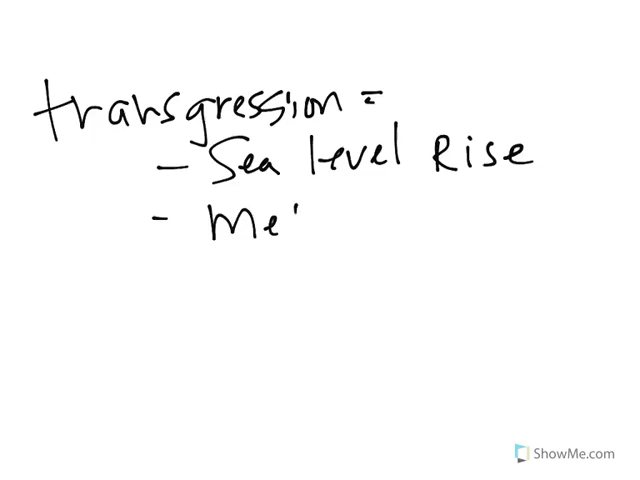 transgression =
- Sea level Rise
- Me'
ShowMe.com